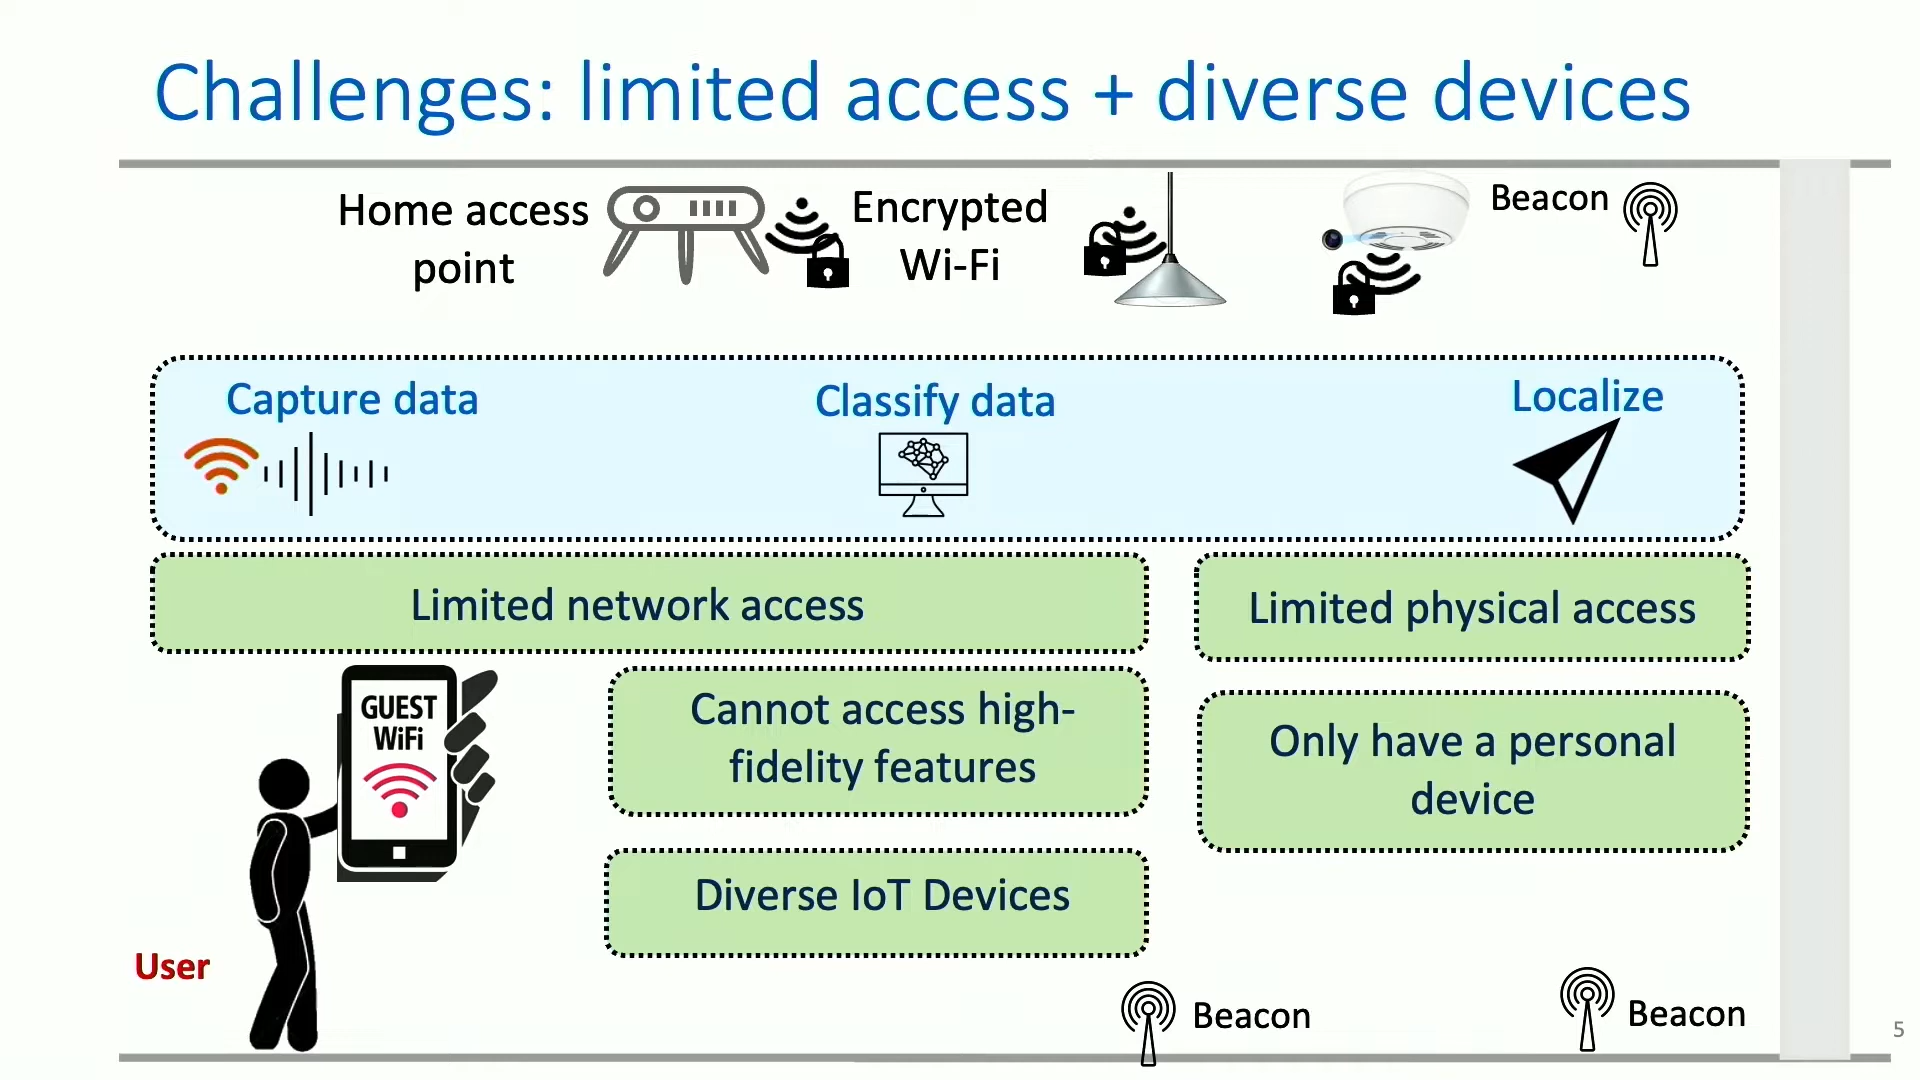 Challenges: limited access + diverse devices
Home access
point
Encrypted
Wi-Fi
Beacon
Capture data
Classify data
Localize
Limited network access
Limited physical access
GUEST
WiFi
Cannot access high-
fidelity features
Only have a personal
device
Diverse IoT Devices
User
Beacon
Beacon
5